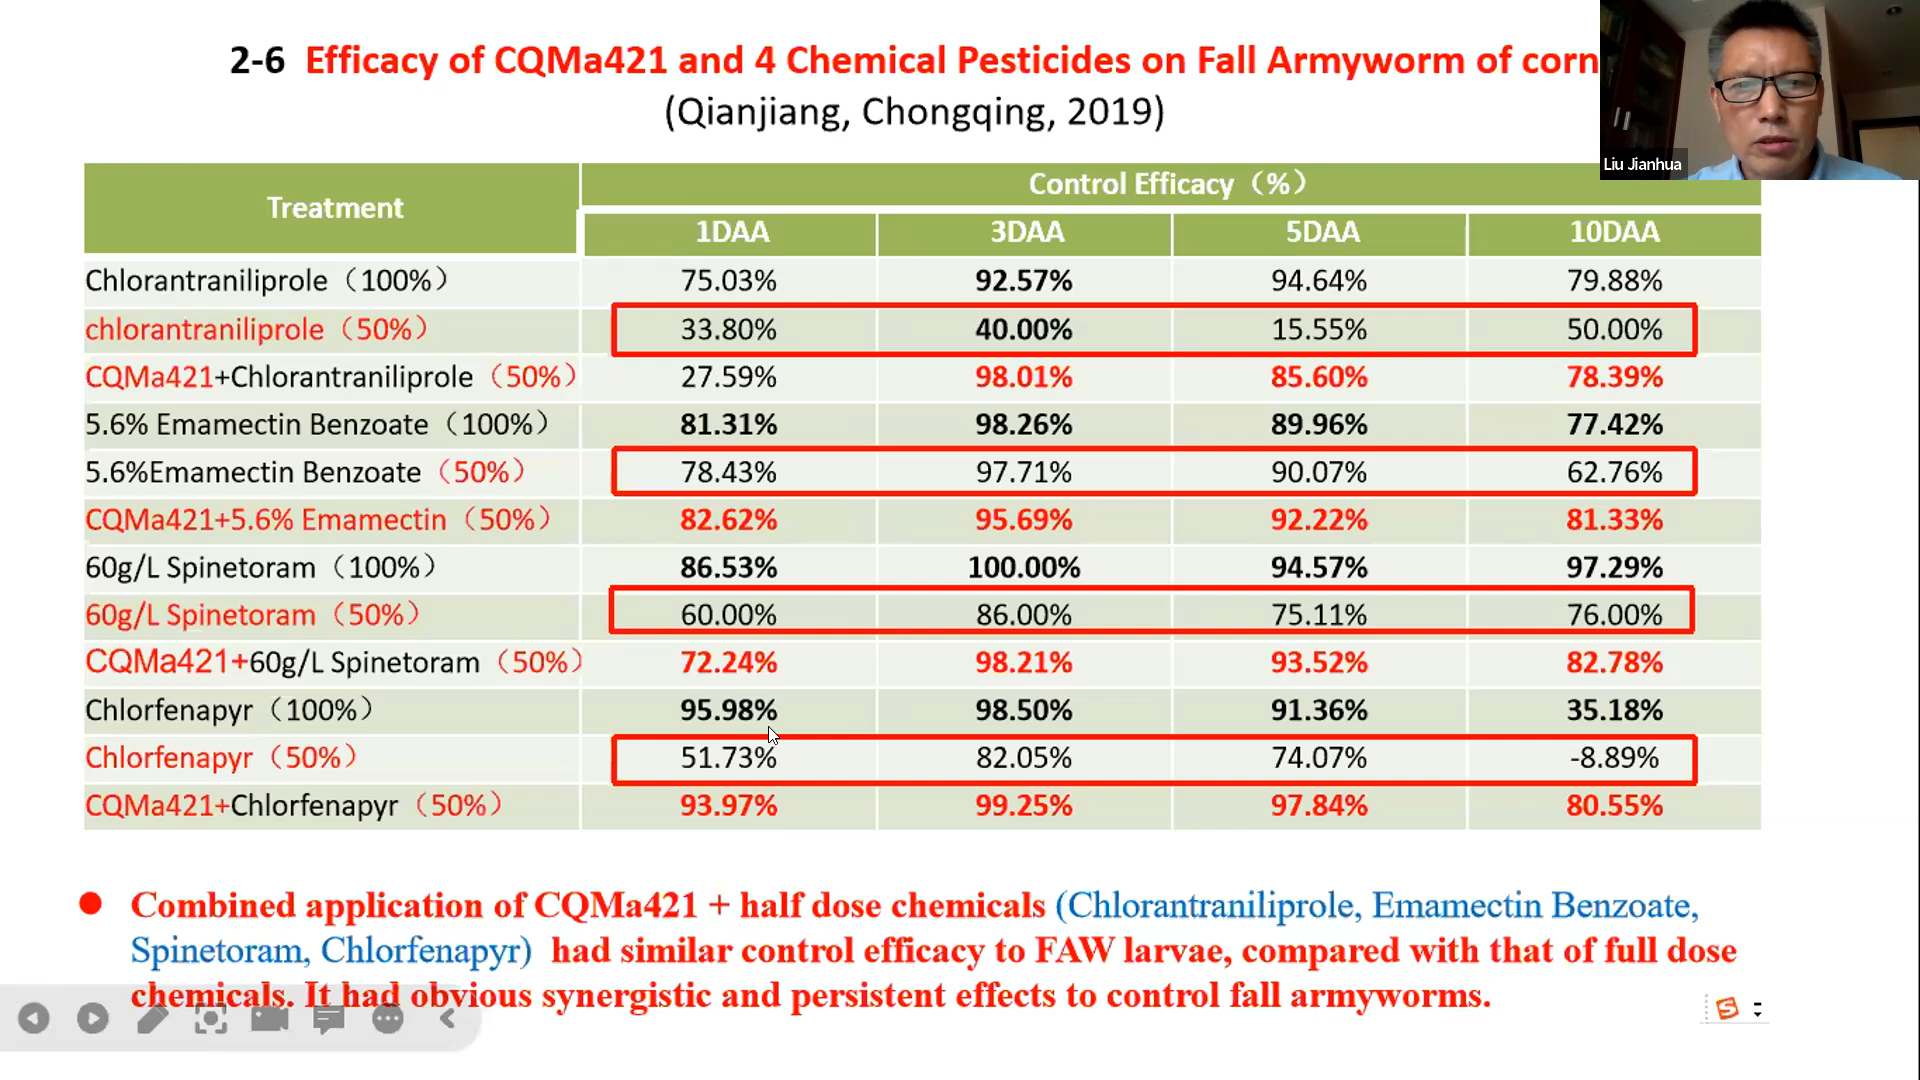 2-6 Efficacy of CQMa421 and 4 Chemical Pesticides on Fall Armyworm of corn
(Qianjiang, Chongqing, 2019)
Liu Jianhua
Treatment Control Efficacy（%）
1DAA 3DAA 5DAA 10DAA
Chlorantraniliprole（100%） 75.03% 92.57% 94.64% 79.88%
chlorantraniliprole（50%） 33.80% 40.00% 15.55% 50.00%
CQMa421+Chlorantraniliprole（50%） 27.59% 98.01% 85.60% 78.39%
5.6% Emamectin Benzoate（100%） 81.31% 98.26% 89.96% 77.42%
5.6%Emamectin Benzoate（50%） 78.43% 97.71% 90.07% 62.76%
CQMa421+5.6% Emamectin（50%） 82.62% 95.69% 92.22% 81.33%
60g/L Spinetoram（100%） 86.53% 100.00% 94.57% 97.29%
60g/L Spinetoram（50%） 60.00% 86.00% 75.11% 76.00%
CQMa421+60g/L Spinetoram（50%） 72.24% 98.21% 93.52% 82.78%
Chlorfenapyr（100%） 95.98% 98.50% 91.36% 35.18%
Chlorfenapyr（50%） 51.73% 82.05% 74.07% -8.89%
CQMa421+Chlorfenapyr（50%） 93.97% 99.25% 97.84% 80.55%
Combined application of CQMa421 + half dose chemicals (Chlorantraniliprole, Emamectin Benzoate,
Spinetoram, Chlorfenapyr) had similar control efficacy to FAW larvae, compared with that of full dose
chemicals. It had obvious synergistic and persistent effects to control fall armyworms.